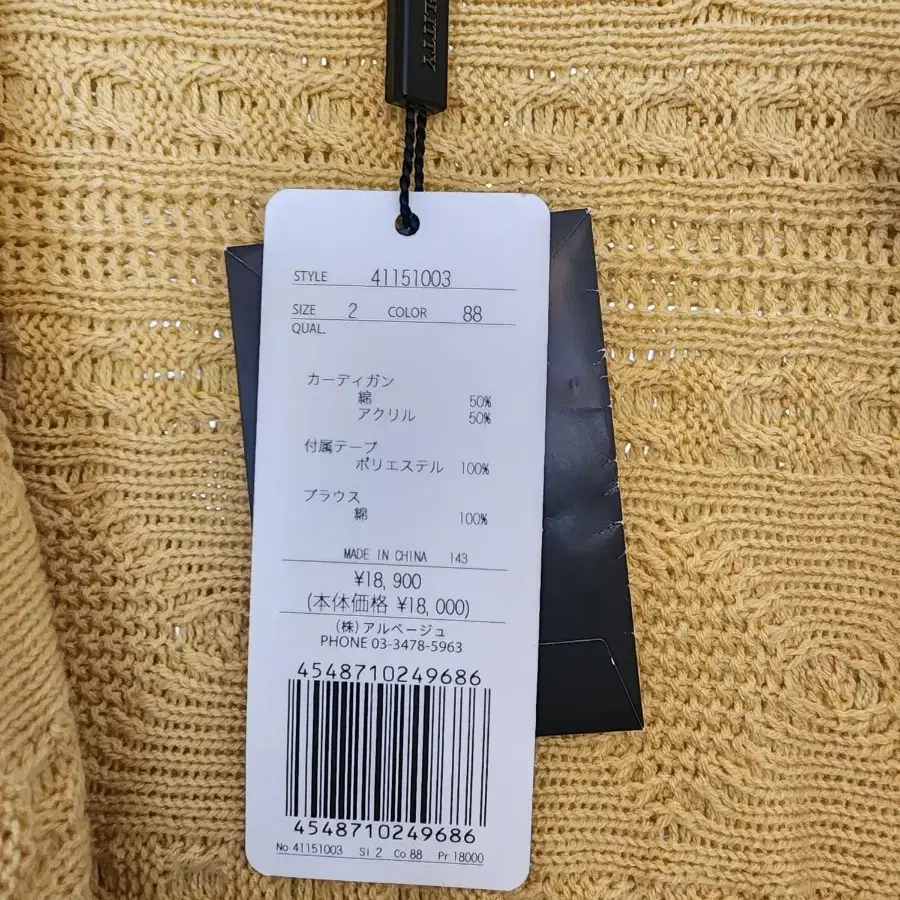 STYLE 41151003
SIZE 2 COLOR 88
QUAL.
カーディガン
綿 50%
アクリル 50%
付属テープ
ポリエステル 100%
ブラウス
綿 100%
MADE IN CHINA 143
¥18,900
(本体価格 ¥18,000)
(株)アルページュ
PHONE 03-3478-5963
4548710249686
4548710249686
No 41151003 Si 2 Co 88 Pr 18000